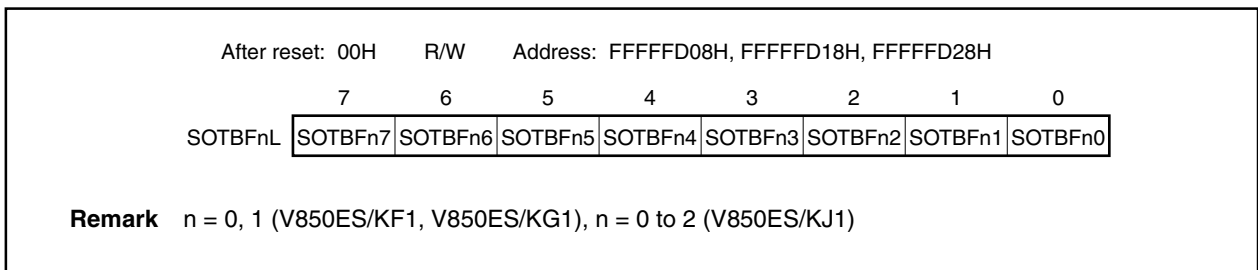 After reset: 00H R/W Address: FFFFFD08H, FFFFFD18H, FFFFFD28H
7 6 5 4 3 2 1 0
SOTBFnL SOTBFn7 SOTBFn6 SOTBFn5 SOTBFn4 SOTBFn3 SOTBFn2 SOTBFn1 SOTBFn0
Remark n = 0, 1 (V850ES/KF1, V850ES/KG1), n = 0 to 2 (V850ES/KJ1)